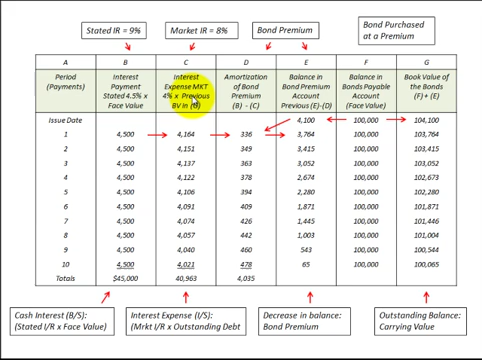 Stated IR = 9%
Market IR = 8%
Bond Premium
Bond Purchased
at a Premium
A B C D E F G
Period (Payments)
Interest Payment Stated 4.5% x Face Value
Interest Expense MKT 4% x Previous BV in (G)
Amortization of Bond Premium (B) - (C)
Balance in Bond Premium Account Previous (E)-(D)
Balance in Bonds Payable Account (Face Value)
Book Value of the Bonds (F) + (E)
Issue Date 4,100 100,000 104,100
1 4,500 4,164 336 3,764 100,000 103,764
2 4,500 4,151 349 3,415 100,000 103,415
3 4,500 4,137 363 3,052 100,000 103,052
4 4,500 4,122 378 2,674 100,000 102,673
5 4,500 4,106 394 2,280 100,000 102,280
6 4,500 4,091 409 1,871 100,000 101,871
7 4,500 4,074 426 1,445 100,000 101,446
8 4,500 4,057 442 1,003 100,000 101,004
9 4,500 4,040 460 543 100,000 100,544
10 4,500 4,021 478 65 100,000 100,065
Totals $45,000 40,963 4,035
Cash Interest (B/S):
(Stated I/R x Face Value)
Interest Expense (I/S):
(Mrkt I/R x Outstanding Debt
Decrease in balance:
Bond Premium
Outstanding Balance:
Carrying Value